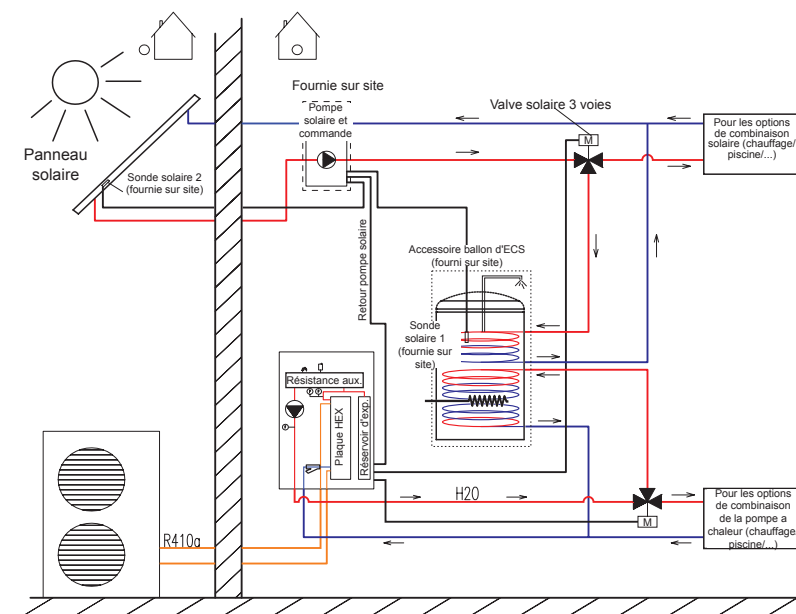 Fournie sur site
Pompe
solaire et
commande
Valve solaire 3 voies
M
Pour les options
de combinaison
solaire (chauffage/
piscine/...)
Panneau
solaire
Sonde solaire 2
(fournie sur site)
Retour pompe solaire
Accessoire ballon d'ECS
(fourni sur site)
Sonde
solaire 1
(fournie sur
site)
Résistance aux.
Plaque HEX
Réservoir d'exp.
H2O
M
Pour les options
de combinaison
de la pompe a
chaleur (chauffage/
piscine/...)
R410a